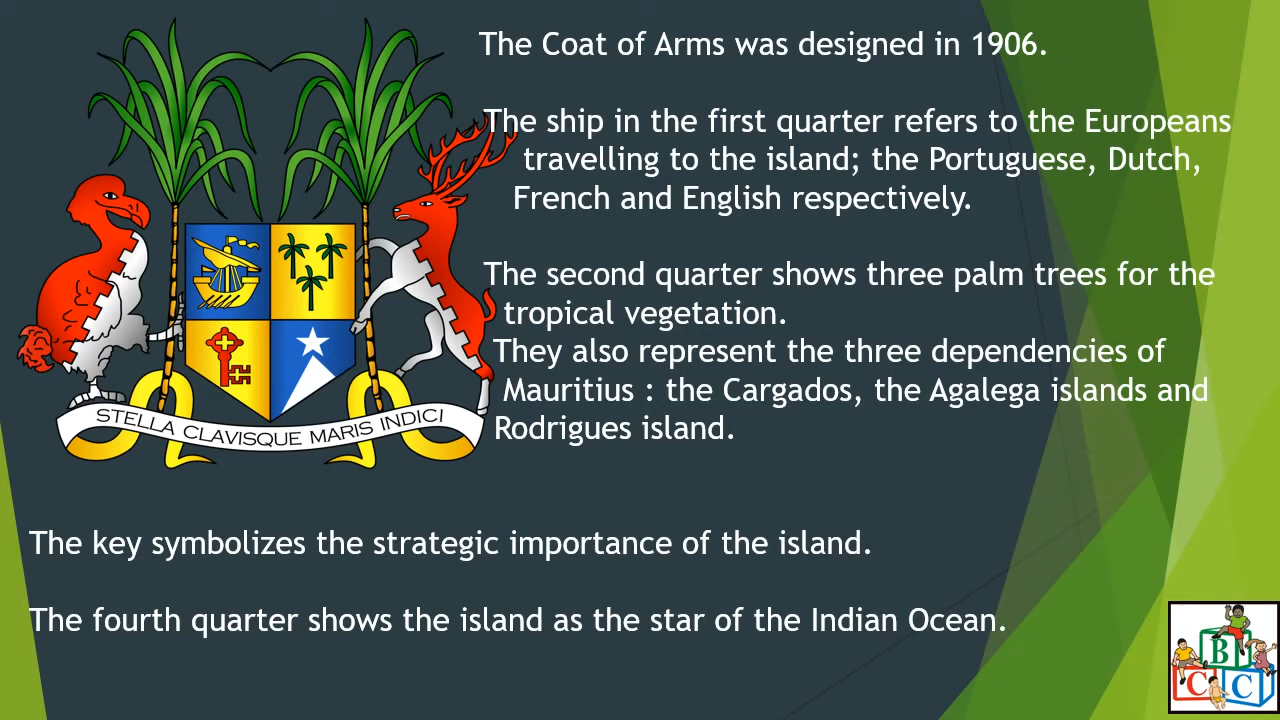 The Coat of Arms was designed in 1906.
The ship in the first quarter refers to the Europeans
travelling to the island; the Portuguese, Dutch,
French and English respectively.
The second quarter shows three palm trees for the
tropical vegetation.
They also represent the three dependencies of
Mauritius : the Cargados, the Agalega islands and
Rodrigues island.
STELLA CLAVISQUE MARIS INDICI
The key symbolizes the strategic importance of the island.
The fourth quarter shows the island as the star of the Indian Ocean.
B
C C